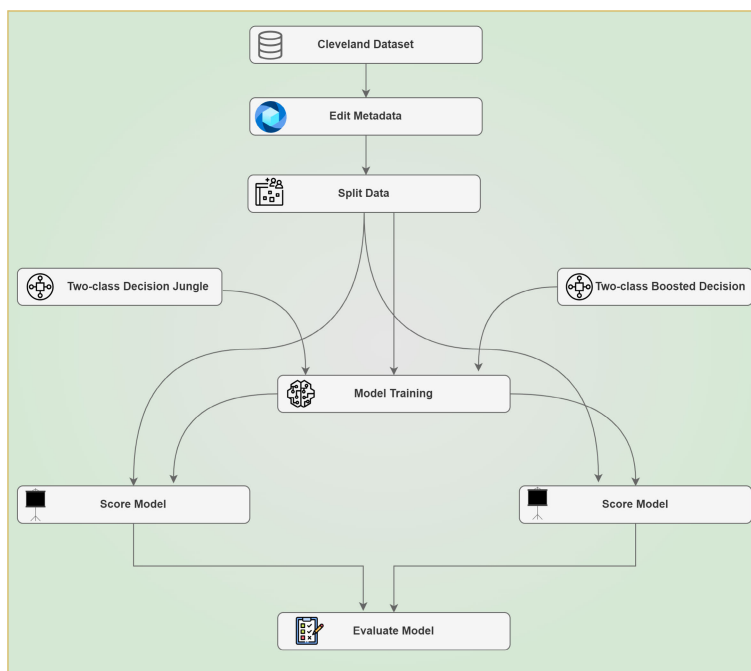 Cleveland Dataset
Edit Metadata
Split Data
Two-class Decision Jungle
Two-class Boosted Decision
Model Training
Score Model
Score Model
Evaluate Model